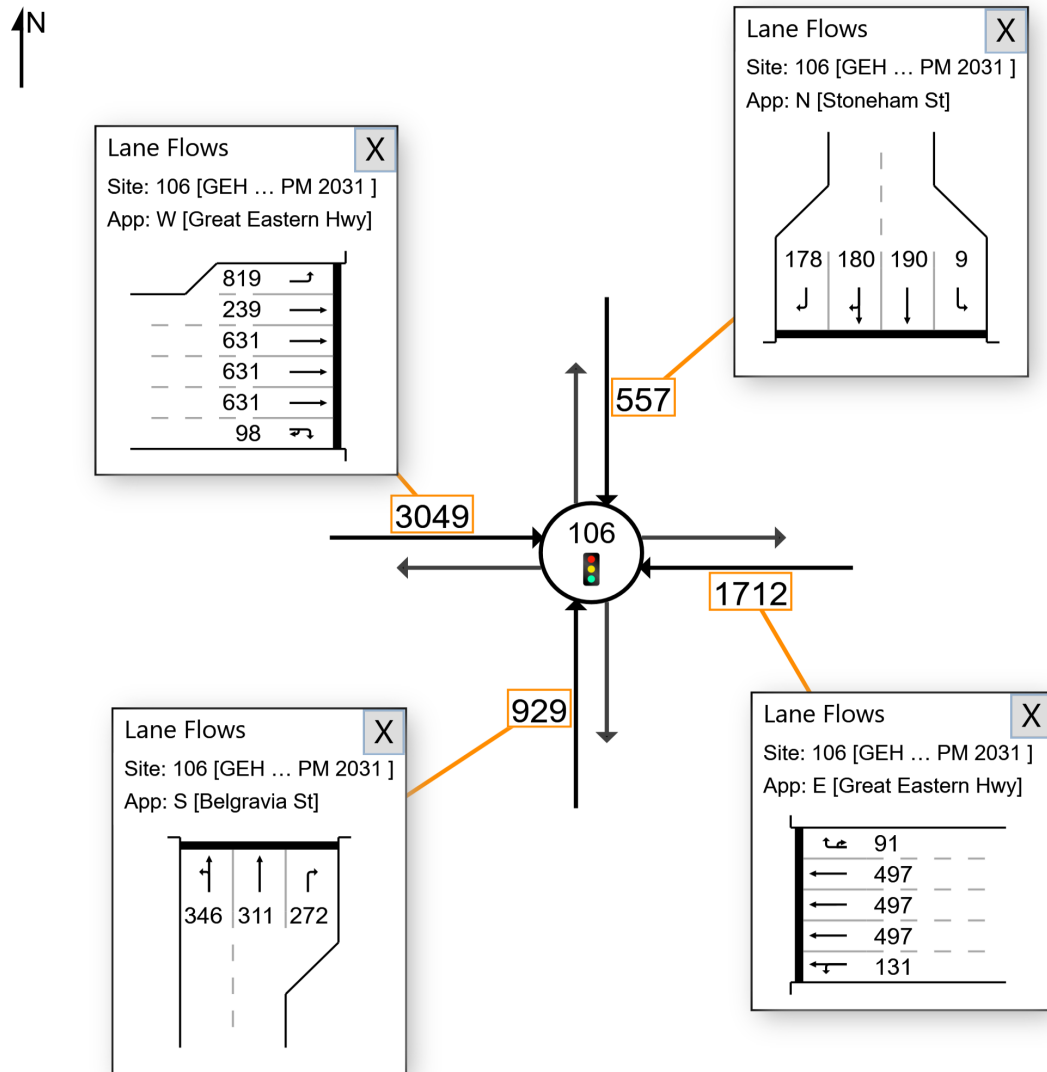 N
Lane Flows
X
Site: 106 [GEH … PM 2031 ]
App: N [Stoneham St]
178 180 190 9
Lane Flows
X
Site: 106 [GEH … PM 2031 ]
App: W [Great Eastern Hwy]
819
239
631
631
631
98
557
3049
106
1712
929
Lane Flows
X
Site: 106 [GEH … PM 2031 ]
App: S [Belgravia St]
346 311 272
Lane Flows
X
Site: 106 [GEH … PM 2031 ]
App: E [Great Eastern Hwy]
91
497
497
497
131